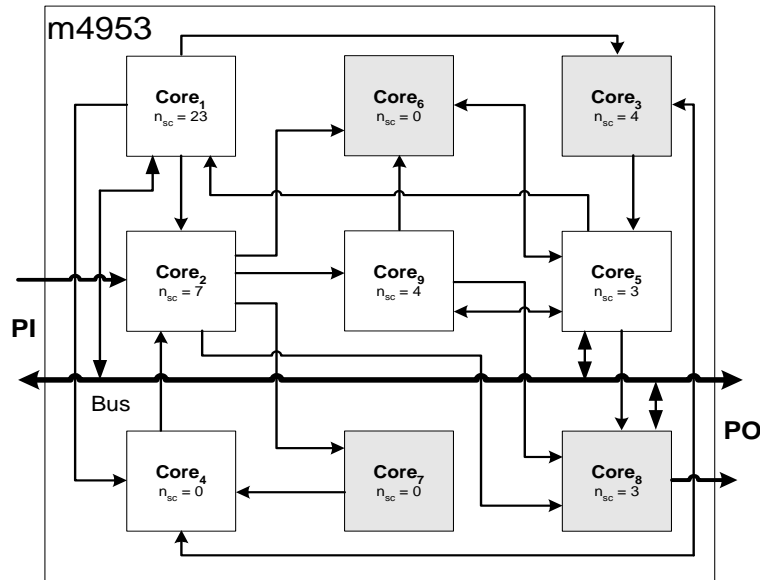 m4953
Core1
nsc = 23
Core6
nsc = 0
Core3
nsc = 4
Core2
nsc = 7
Core9
nsc = 4
Core5
nsc = 3
PI
Bus
PO
Core4
nsc = 0
Core7
nsc = 0
Core8
nsc = 3